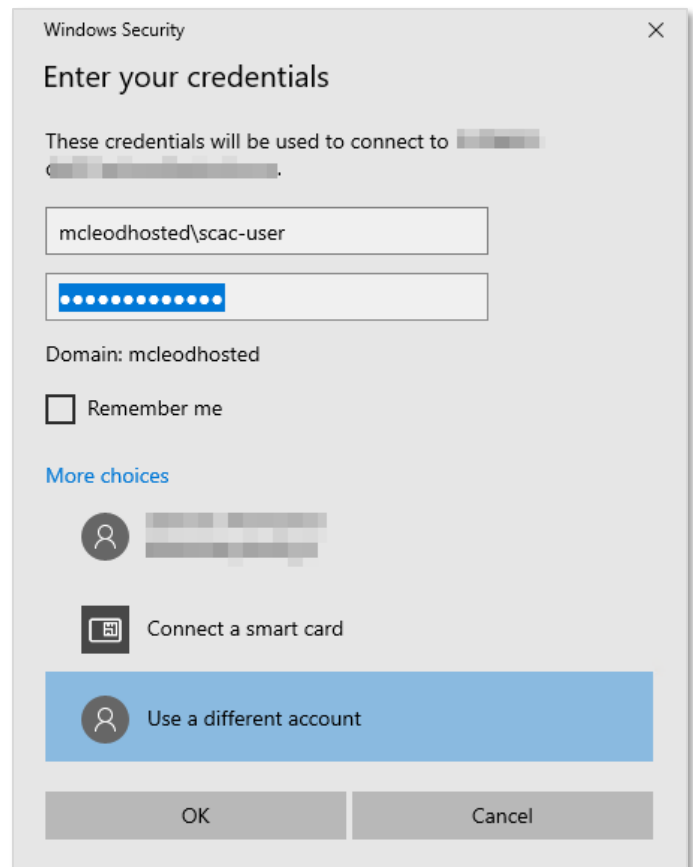 Windows Security
Enter your credentials
These credentials will be used to connect to
.
mcleodhosted\scac-user
●●●●●●●●●●●●●
Domain: mcleodhosted
Remember me
More choices
Connect a smart card
Use a different account
OK
Cancel